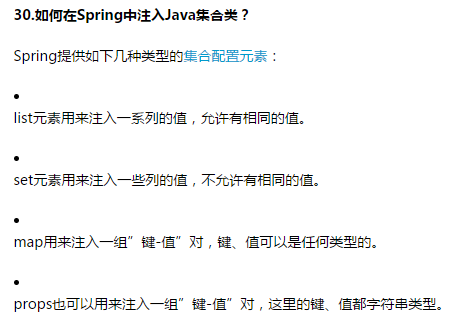 30.如何在Spring中注入Java集合类？
Spring提供如下几种类型的集合配置元素：
•
list元素用来注入一系列的值，允许有相同的值。
•
set元素用来注入一些列的值，不允许有相同的值。
•
map用来注入一组”键-值”对，键、值可以是任何类型的。
•
props也可以用来注入一组”键-值”对，这里的键、值都字符串类型。